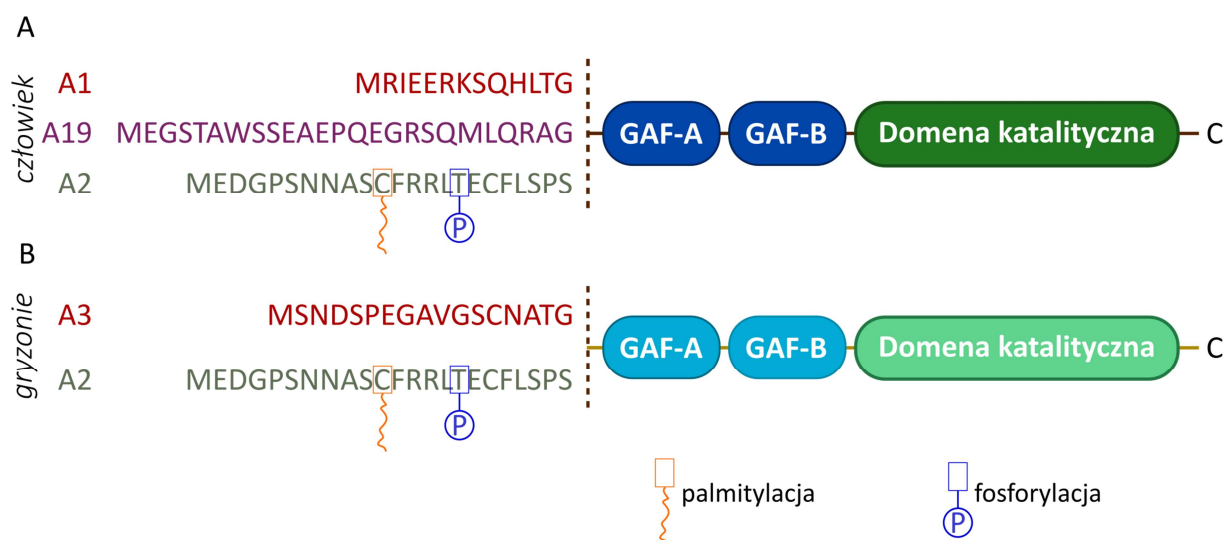 A
człowiek
A1 MRIEERKSQHLTG
A19 MEGSTAWSSEAEPQEGRSQMLQRAG
A2 MEDGPSNNASCFRRLTECFLSPS
P
GAF-A GAF-B Domena katalityczna C
B
gryzonie
A3 MSNDSPEGAVGSCNATG
A2 MEDGPSNNASCFRRLTECFLSPS
P
GAF-A GAF-B Domena katalityczna C
palmitylacja
P fosforylacja